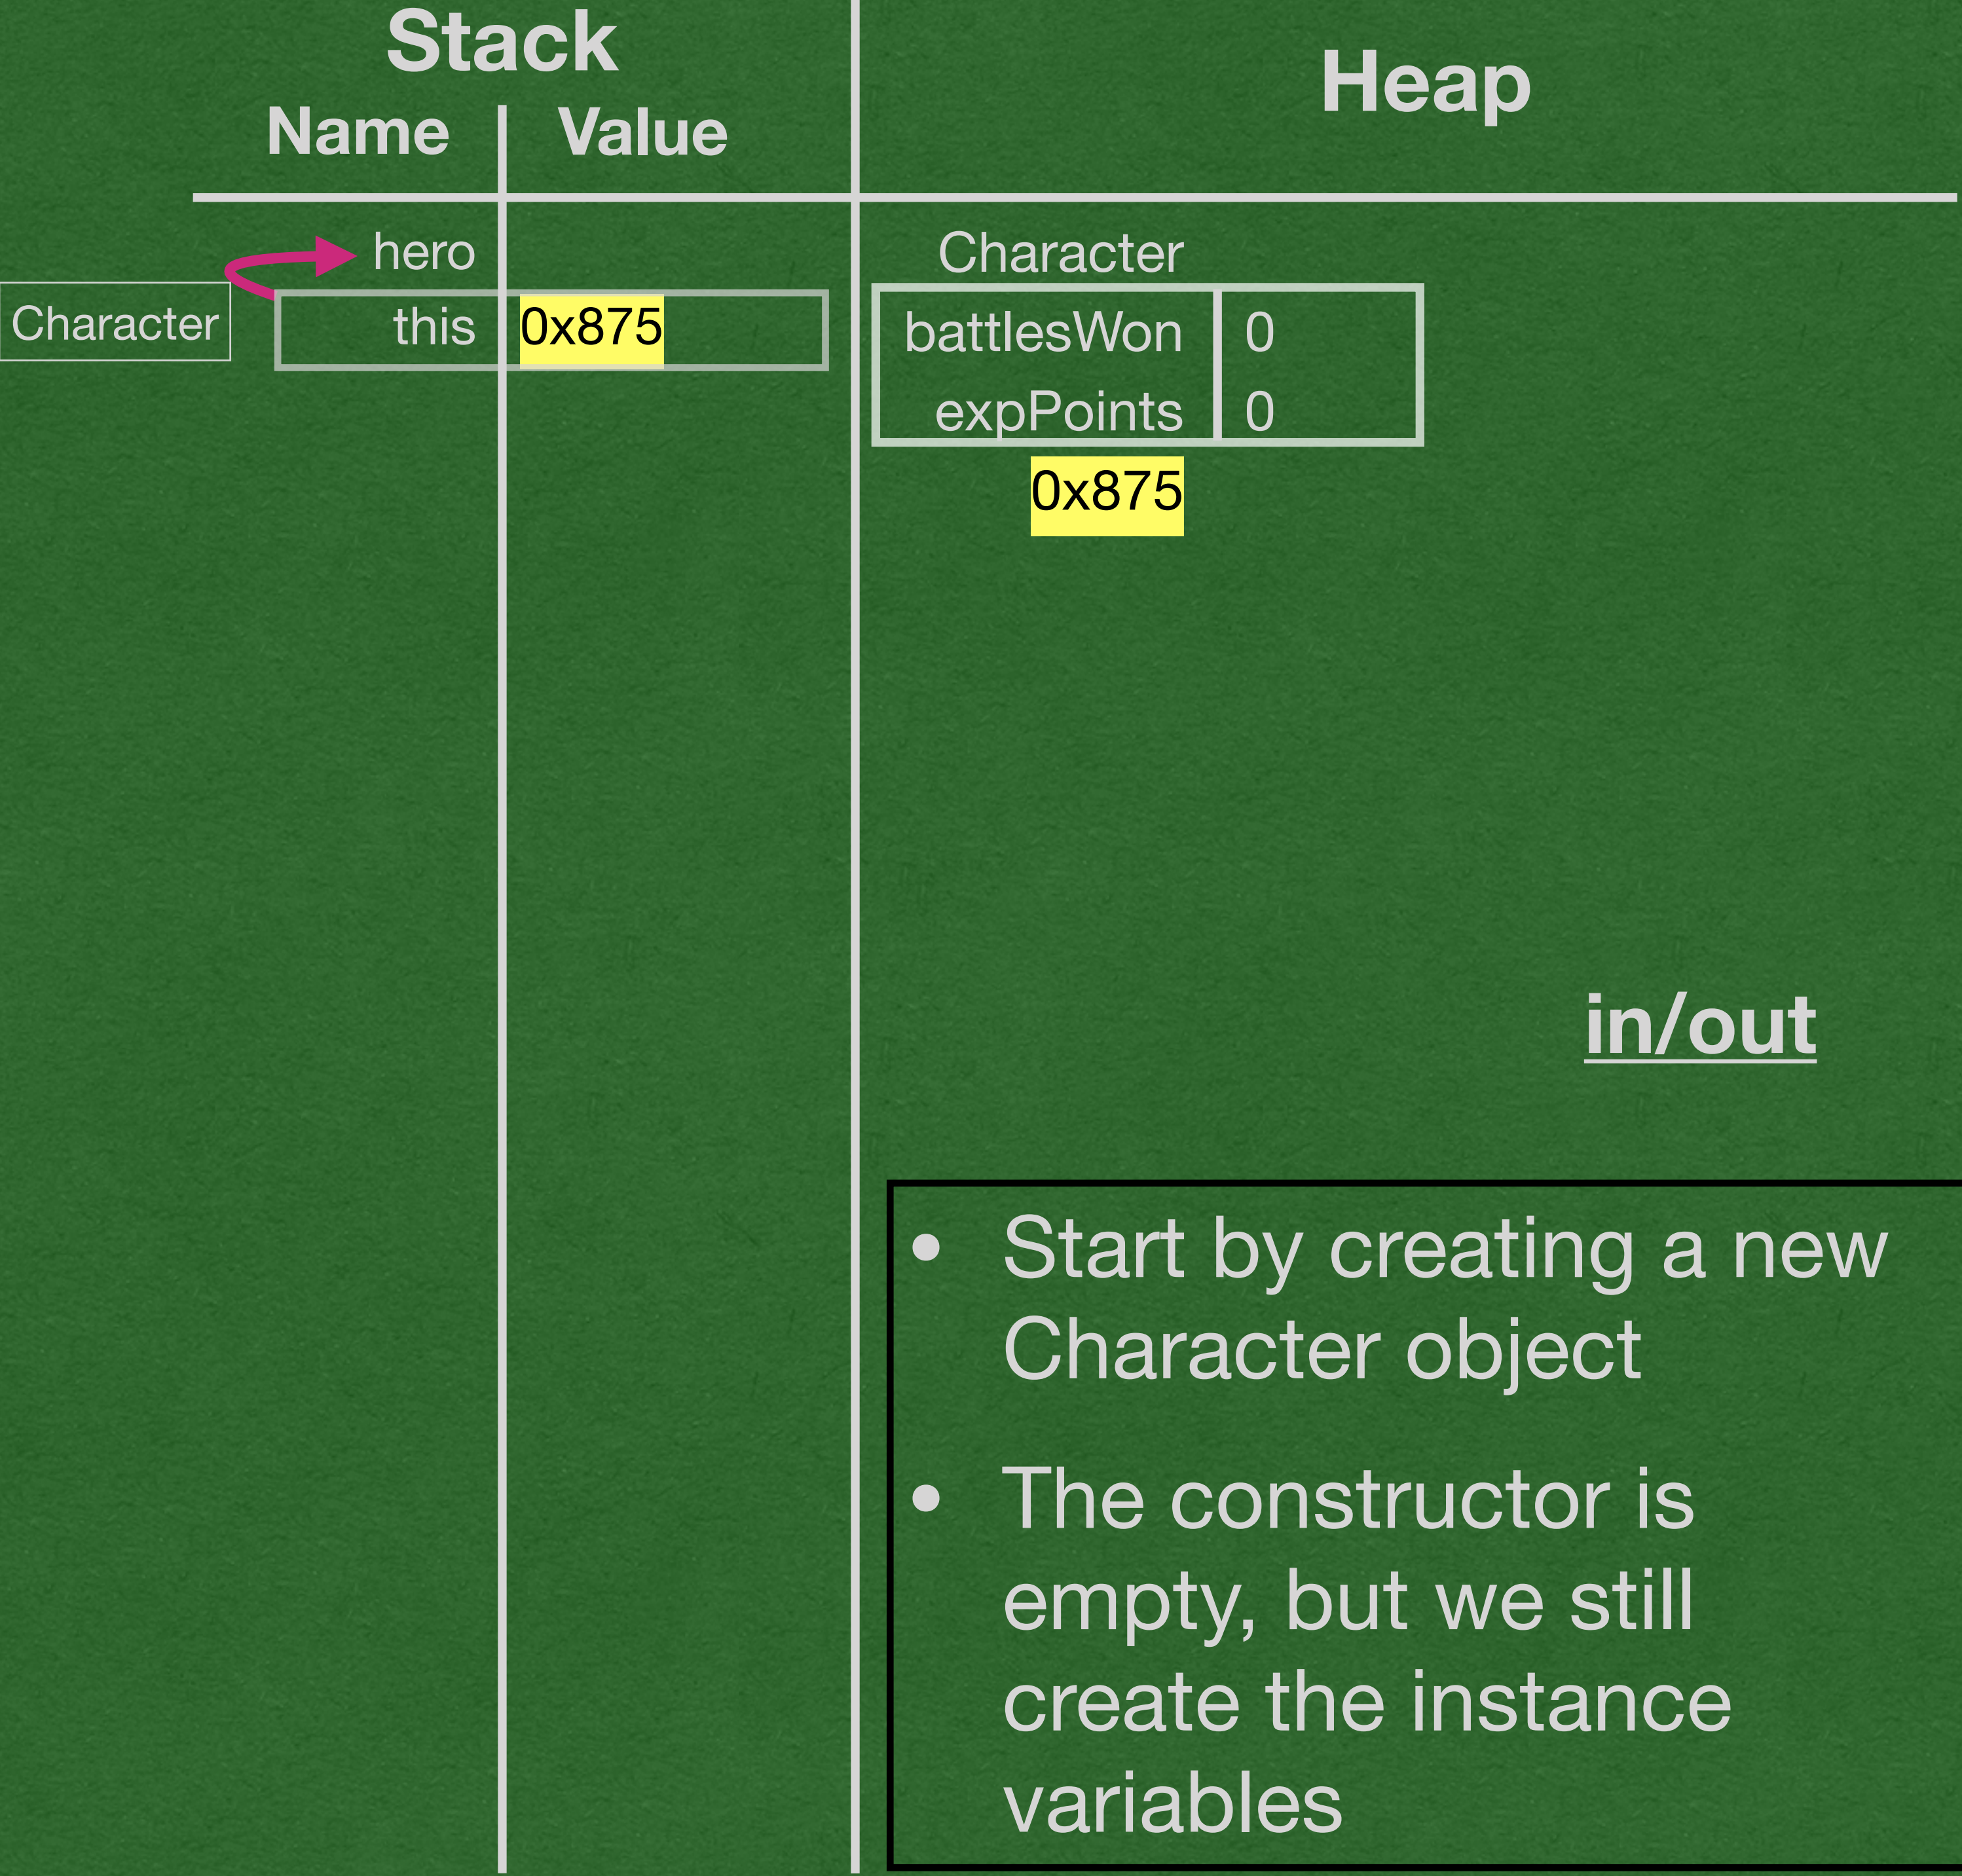 Stack
Heap
Name Value
hero
Character
Character
this 0x875
battlesWon 0
expPoints 0
0x875
in/out
• Start by creating a new
Character object
• The constructor is
empty, but we still
create the instance
variables